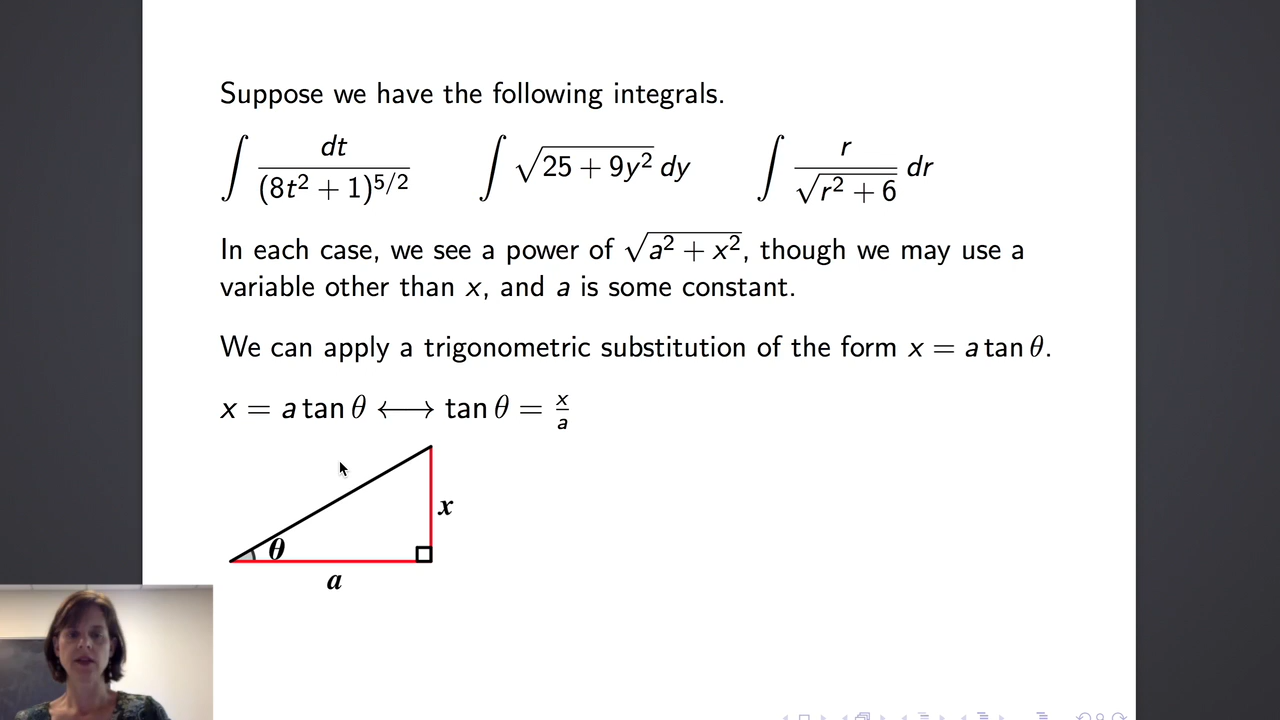 Suppose we have the following integrals.
∫ dt / (8t² + 1)^{5/2}    ∫ √(25 + 9y²) dy    ∫ r / √(r² + 6) dr
In each case, we see a power of √(a² + x²), though we may use a
variable other than x, and a is some constant.
We can apply a trigonometric substitution of the form x = a tan θ.
x = a tan θ ⟷ tan θ = x/a
x
θ
a